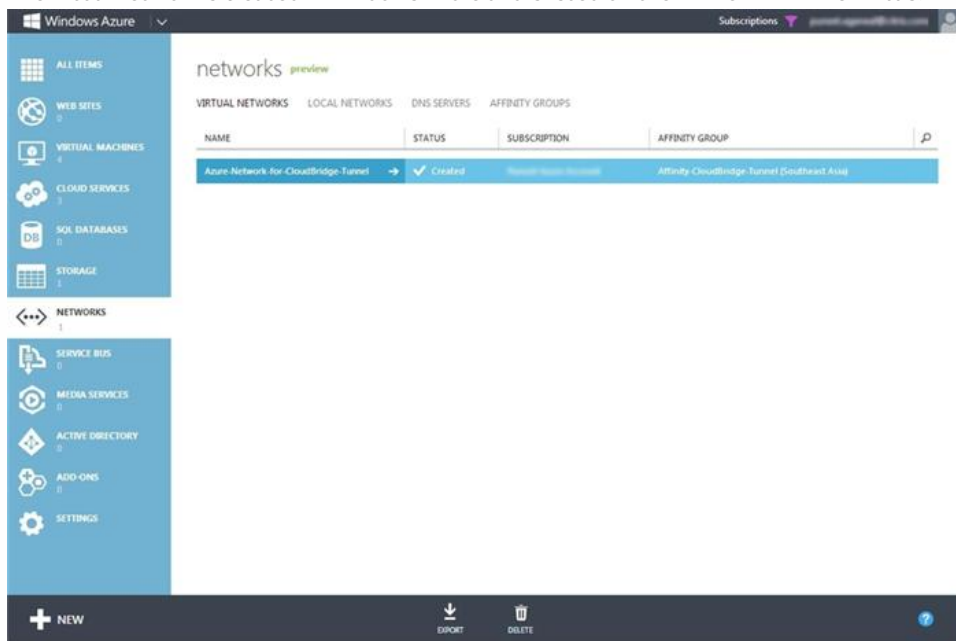 Windows Azure
Subscriptions
ALL ITEMS
WEB SITES
0
VIRTUAL MACHINES
4
CLOUD SERVICES
3
SQL DATABASES
0
STORAGE
1
NETWORKS
1
SERVICE BUS
0
MEDIA SERVICES
0
ACTIVE DIRECTORY
0
ADD-ONS
0
SETTINGS
networks preview
VIRTUAL NETWORKS LOCAL NETWORKS DNS SERVERS AFFINITY GROUPS
NAME STATUS SUBSCRIPTION AFFINITY GROUP
Azure-Network-for-CloudBridge-Tunnel Created Affinity-CloudBridge-Tunnel (Southeast Asia)
NEW
EXPORT
DELETE
?